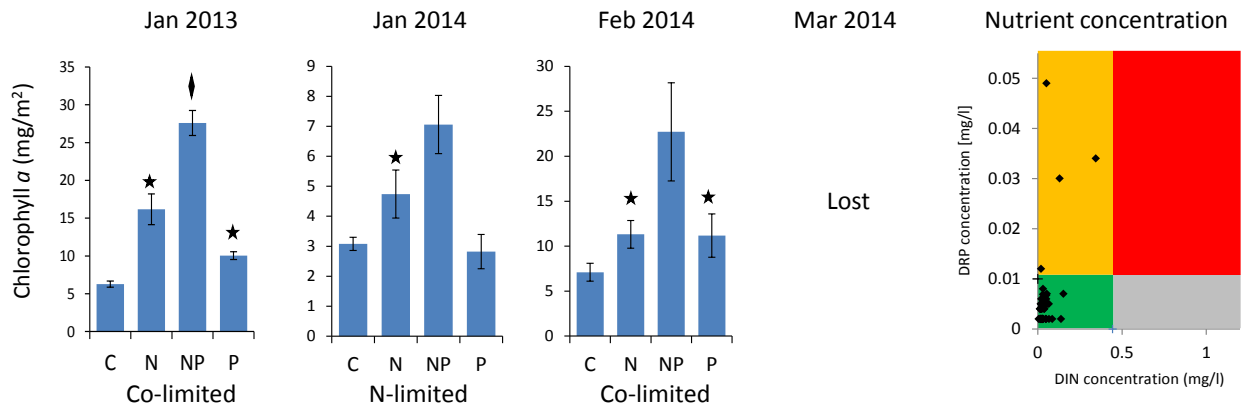 Jan 2013
Jan 2014
Feb 2014
Mar 2014
Nutrient concentration
Chlorophyll a (mg/m²)
35
30
25
20
15
10
5
0
C N NP P
Co-limited
9
8
7
6
5
4
3
2
1
0
C N NP P
N-limited
30
25
20
15
10
5
0
C N NP P
Co-limited
Lost
DRP concentration [mg/l)
0.05
0.04
0.03
0.02
0.01
0
0 0.5 1
DIN concentration (mg/l)